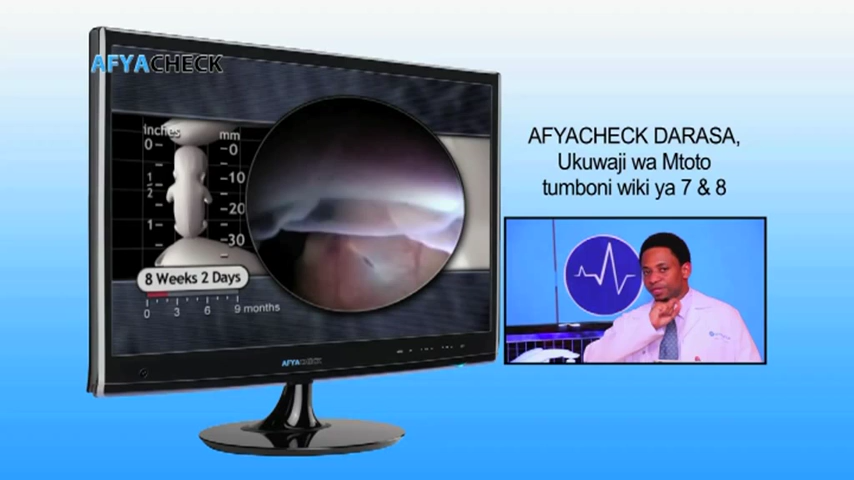 AFYACHECK
inches
mm
0
0
10
1/2
20
1
30
8 Weeks 2 Days
0 3 6 9 months
AFYACHECK
AFYACHECK DARASA,
Ukuwaji wa Mtoto
tumboni wiki ya 7 & 8